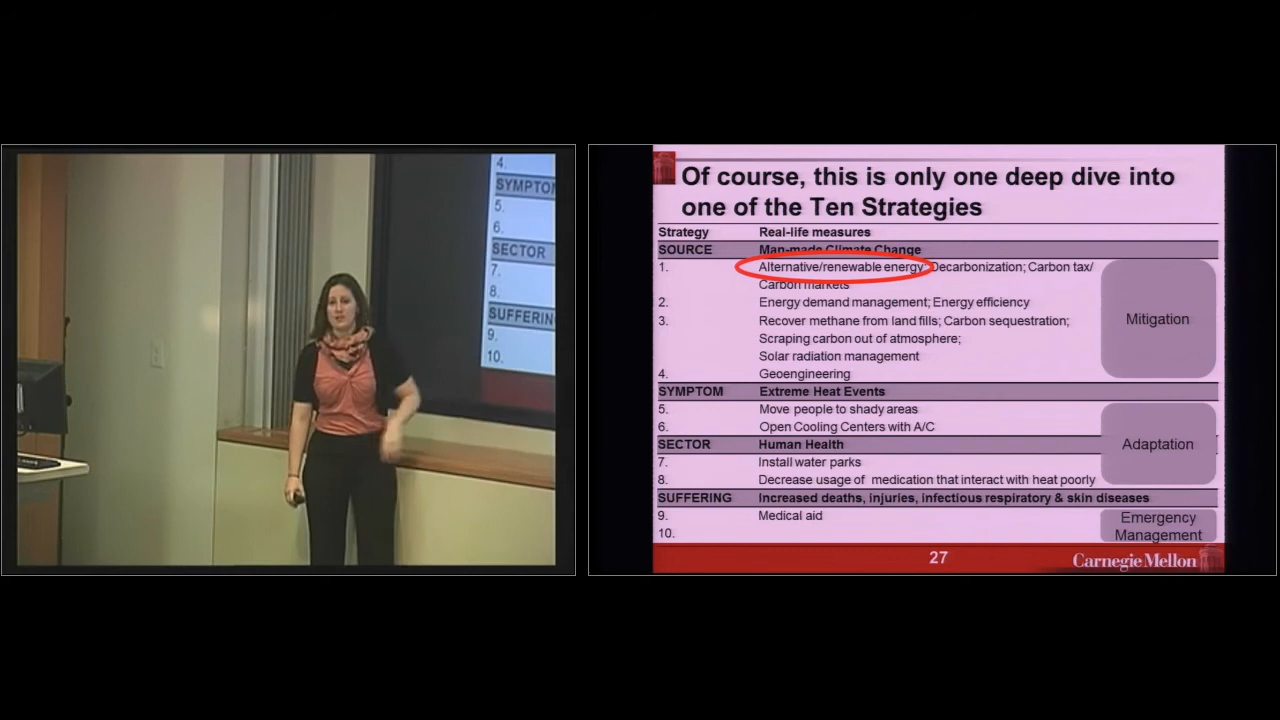 4.
SYMPTO
5.
6.
SECTOR
7.
8.
SUFFERIN
9.
10.
Of course, this is only one deep dive into
one of the Ten Strategies
Strategy Real-life measures
SOURCE Man-made Climate Change
1. Alternative/renewable energy; Decarbonization; Carbon tax/
Carbon markets
2. Energy demand management; Energy efficiency
3. Recover methane from land fills; Carbon sequestration;
Scraping carbon out of atmosphere;
Solar radiation management
4. Geoengineering
Mitigation
SYMPTOM Extreme Heat Events
5. Move people to shady areas
6. Open Cooling Centers with A/C
SECTOR Human Health
7. Install water parks
8. Decrease usage of medication that interact with heat poorly
Adaptation
SUFFERING Increased deaths, injuries, infectious respiratory & skin diseases
9. Medical aid
10.
Emergency
Management
27
Carnegie Mellon